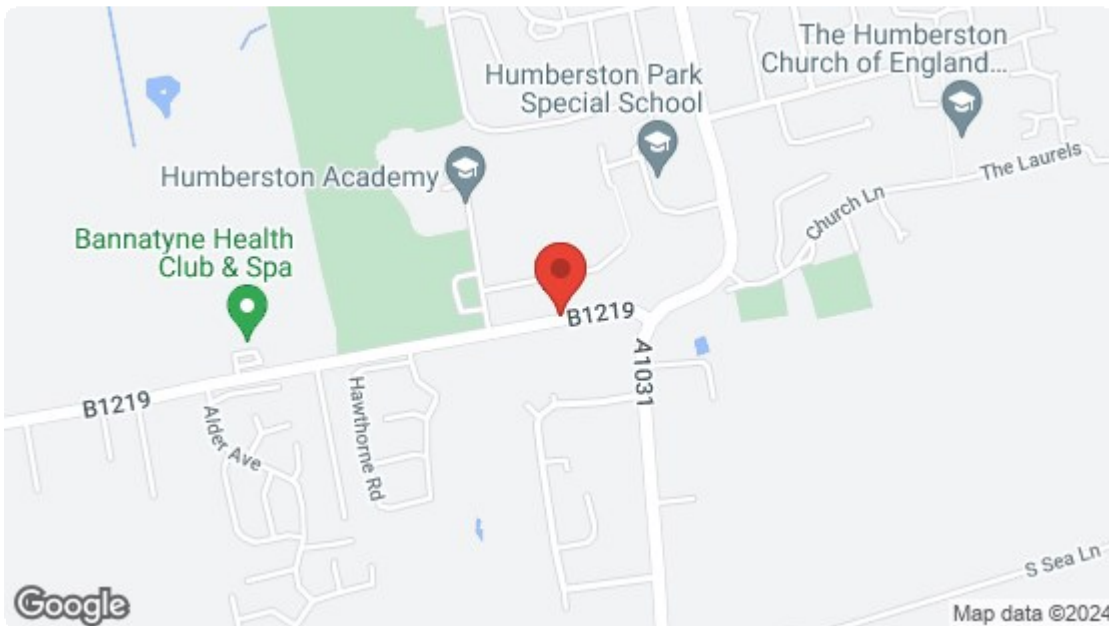 The Humberston
Church of England...
Humberston Park
Special School
Humberston Academy
The Laurels
Church Ln
Bannatyne Health
Club & Spa
B1219
A1031
B1219
Hawthorne Rd
Alder Ave
S Sea Ln
Google
Map data ©2024